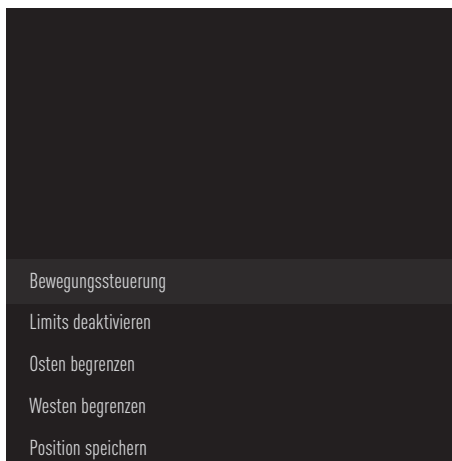 Bewegungssteuerung
Limits deaktivieren
Osten begrenzen
Westen begrenzen
Position speichern